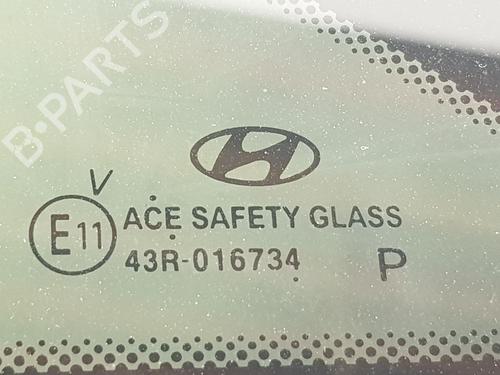 B-PARTS
V
E11
ACE SAFETY GLASS
43R-016734
P